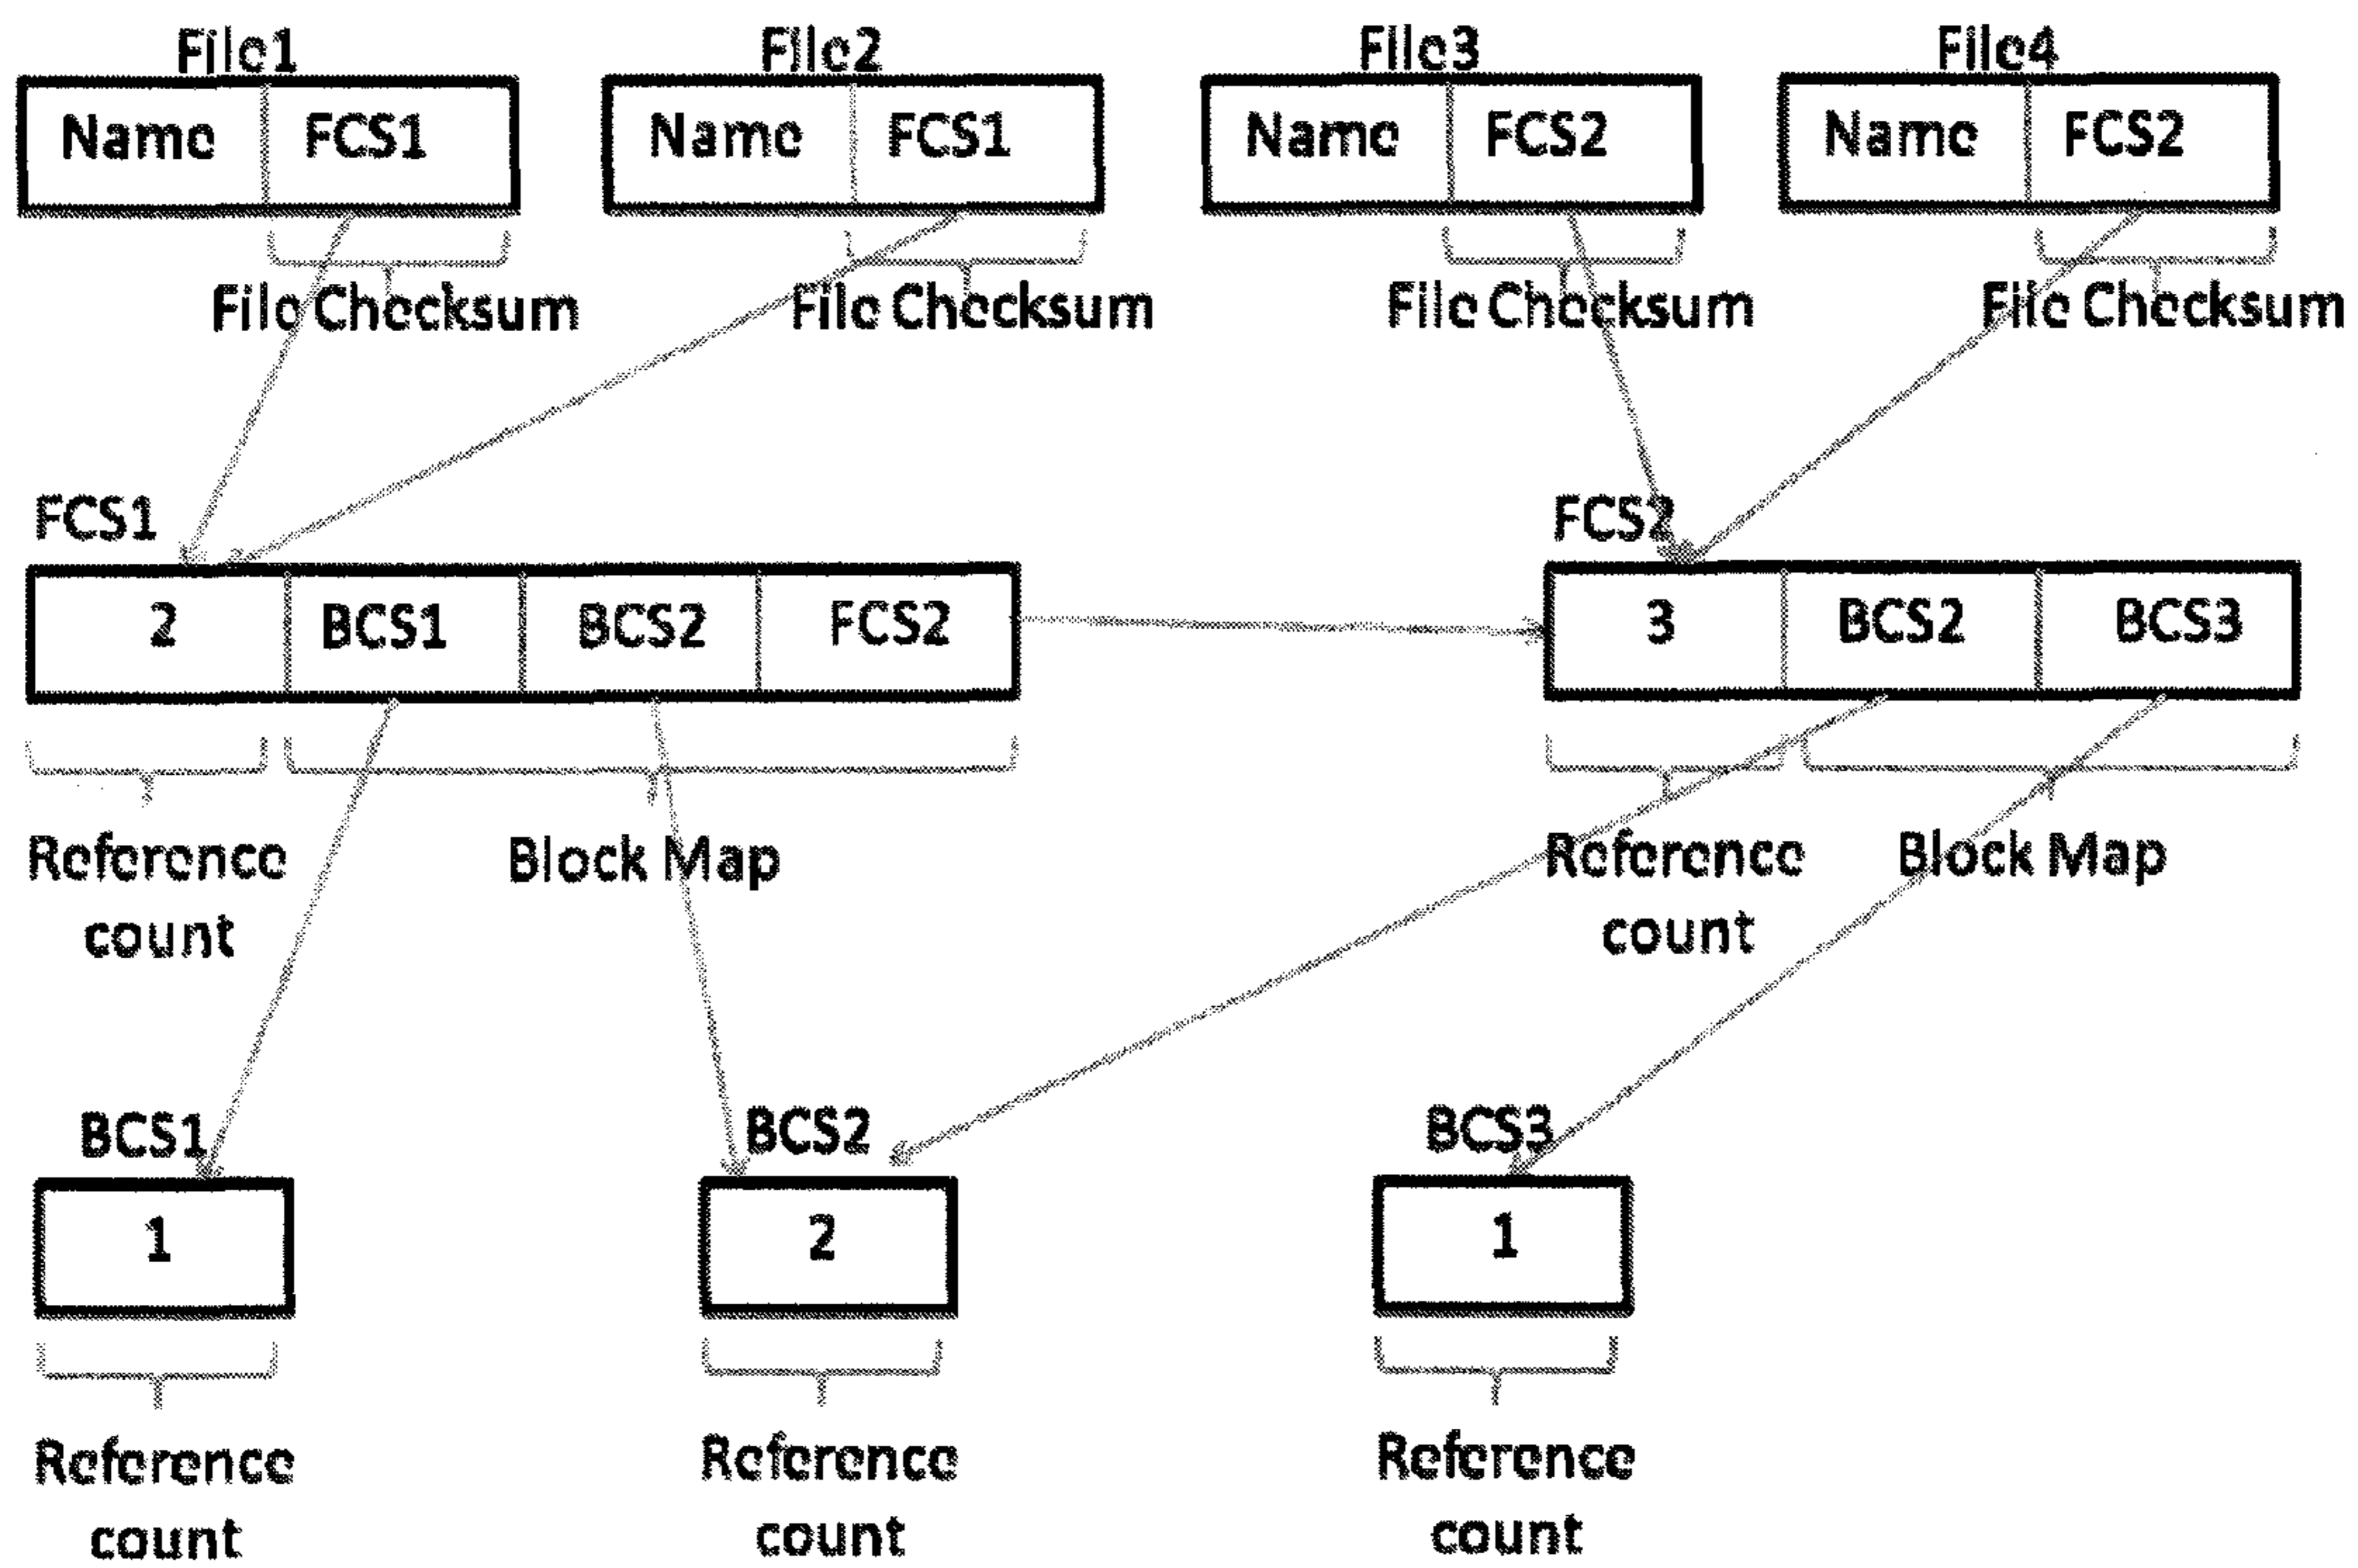 File1 File2 File3 File4
Name FCS1 Name FCS1 Name FCS2 Name FCS2
File Checksum File Checksum File Checksum File Checksum
FCS1 FCS2
2 BCS1 BCS2 FCS2 3 BCS2 BCS3
Reference count Block Map Reference count Block Map
BCS1 BCS2 BCS3
1 2 1
Reference count Reference count Reference count